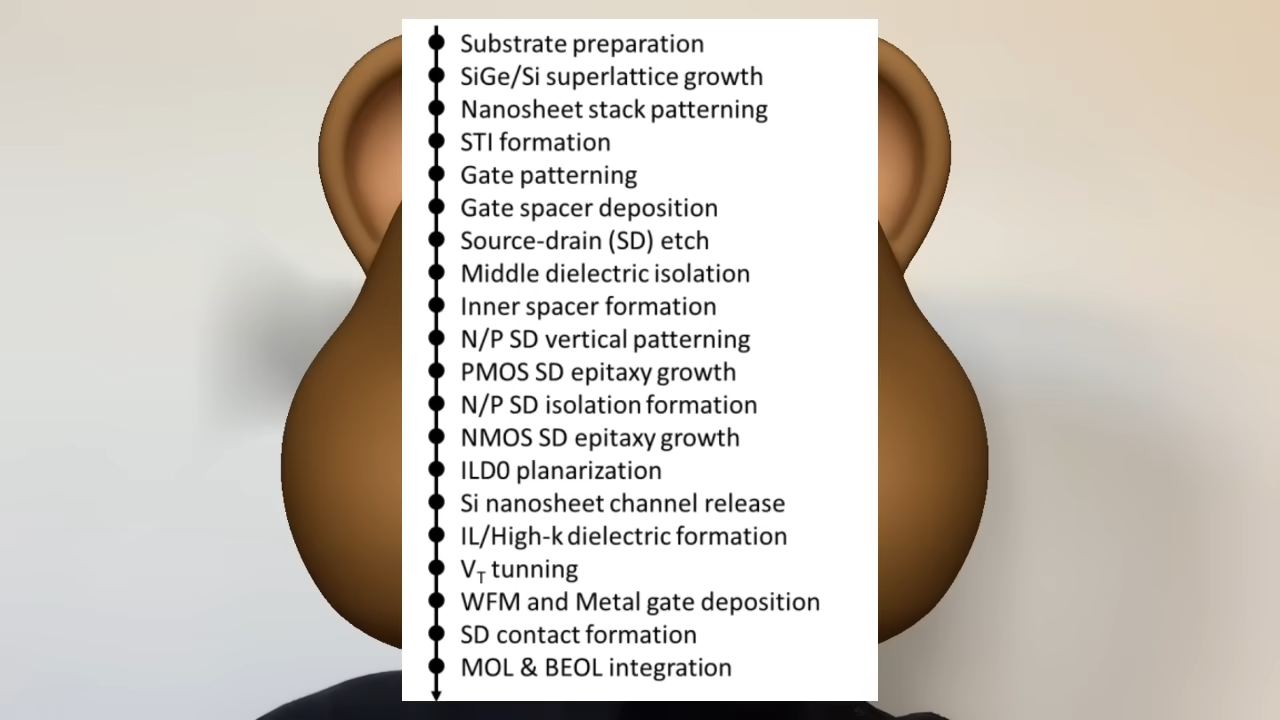 Substrate preparation
SiGe/Si superlattice growth
Nanosheet stack patterning
STI formation
Gate patterning
Gate spacer deposition
Source-drain (SD) etch
Middle dielectric isolation
Inner spacer formation
N/P SD vertical patterning
PMOS SD epitaxy growth
N/P SD isolation formation
NMOS SD epitaxy growth
ILD0 planarization
Si nanosheet channel release
IL/High-k dielectric formation
VT tunning
WFM and Metal gate deposition
SD contact formation
MOL & BEOL integration